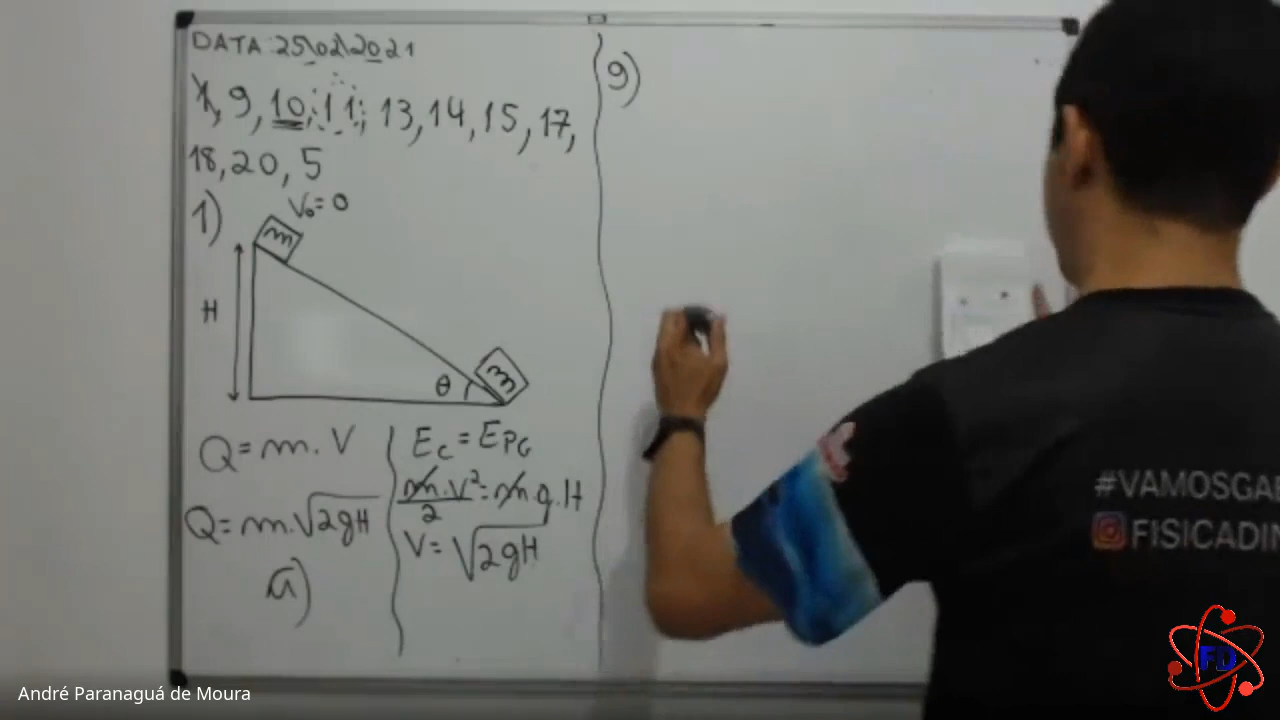 DATA: 25\02\2021
1, 9, 10, 11, 13, 14, 15, 17,
18, 20, 5
1)
V₀=0
m
H
θ
m
Q=m.V
Q=m.√2gH
a)
Ec=EPG
m.V²/2=m.g.H
V=√2gH
9)
#VAMOSGA
FISICADIN
FD
André Paranaguá de Moura